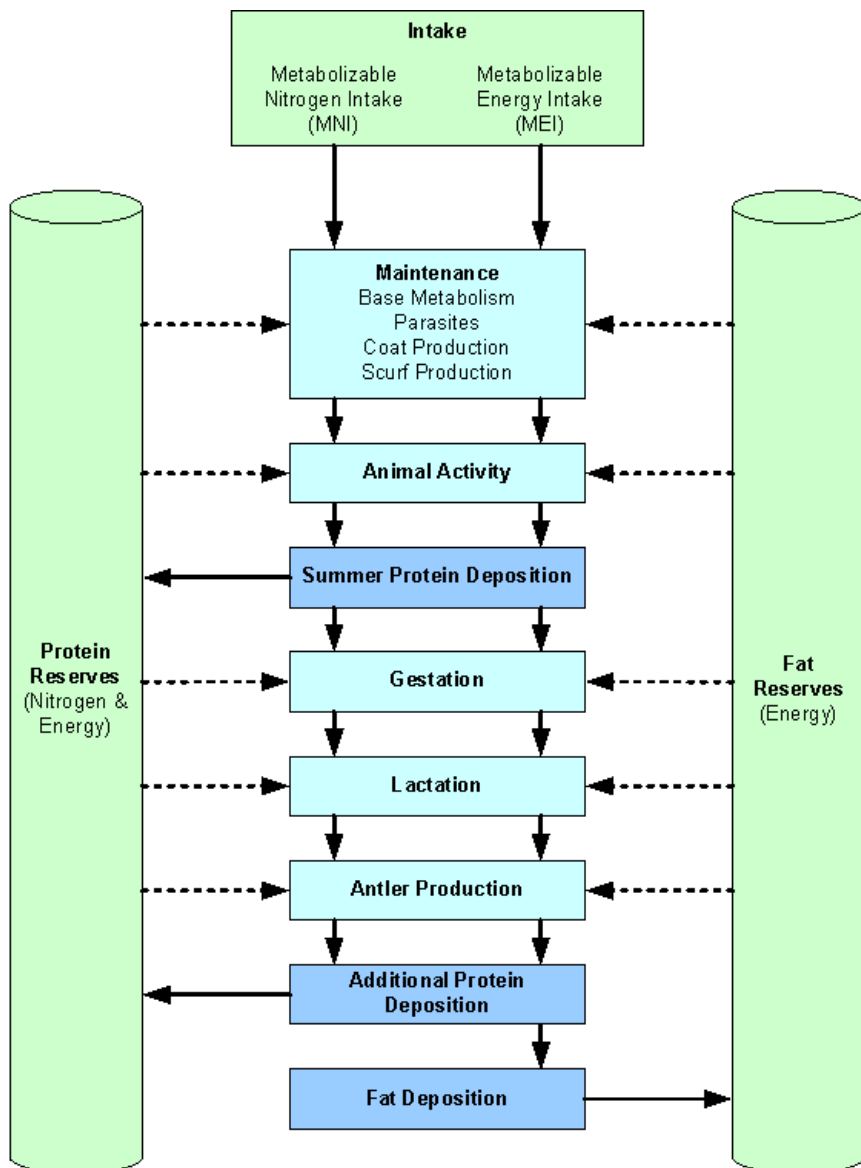 Intake
Metabolizable
Nitrogen Intake
(MNI)
Metabolizable
Energy Intake
(MEI)
Maintenance
Base Metabolism
Parasites
Coat Production
Scurf Production
Animal Activity
Summer Protein Deposition
Protein
Reserves
(Nitrogen &
Energy)
Gestation
Fat
Reserves
(Energy)
Lactation
Antler Production
Additional Protein
Deposition
Fat Deposition